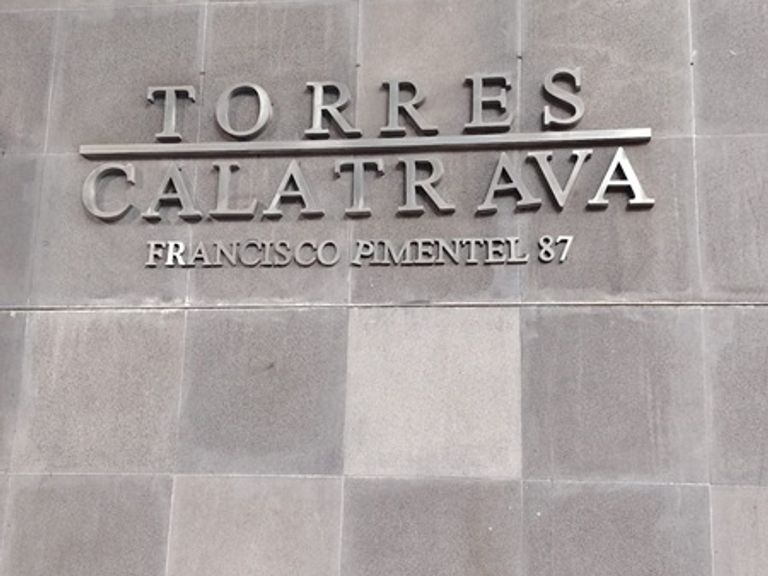 TORRES
CALATRAVA
FRANCISCO PIMENTEL 87